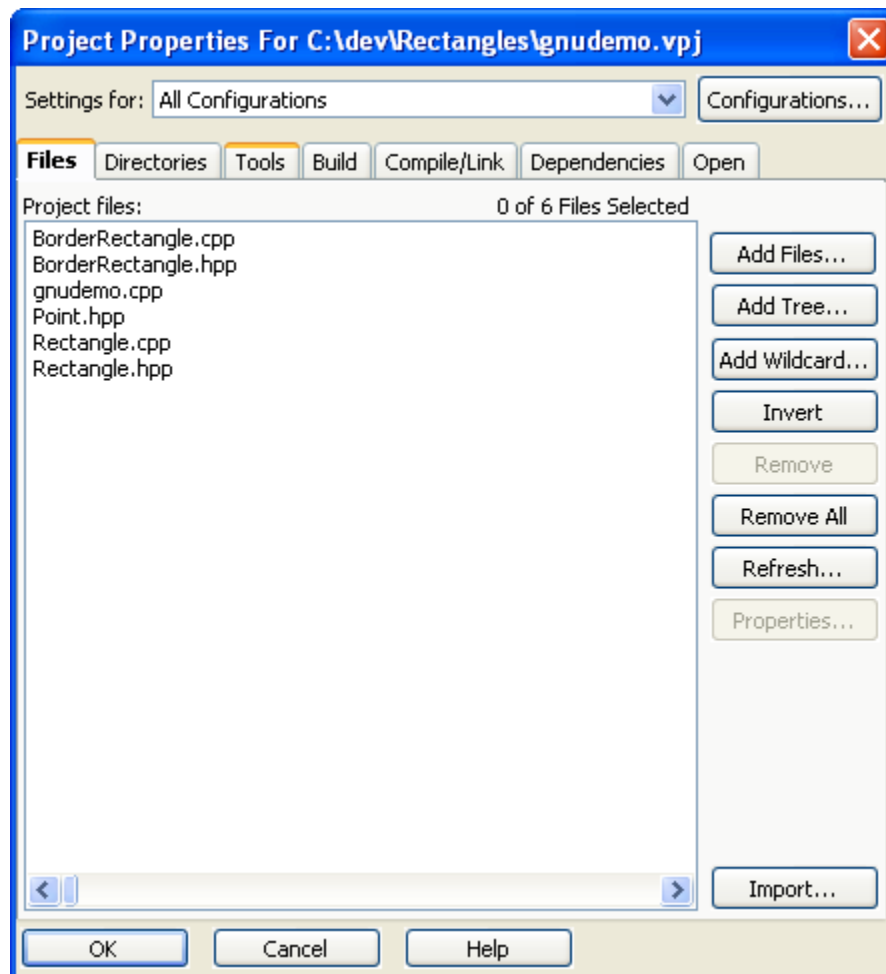 Project Properties For C:\dev\Rectangles\gnudemo.vpj
Settings for: All Configurations Configurations...
Files Directories Tools Build Compile/Link Dependencies Open
Project files: 0 of 6 Files Selected
BorderRectangle.cpp
BorderRectangle.hpp
gnudemo.cpp
Point.hpp
Rectangle.cpp
Rectangle.hpp
Add Files...
Add Tree...
Add Wildcard...
Invert
Remove
Remove All
Refresh...
Properties...
Import...
OK Cancel Help